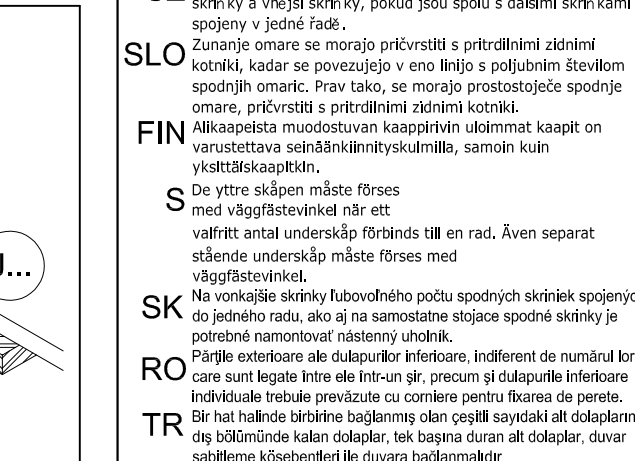 skrinky a vnější skrinky, pokud jsou spolu s dalšími skrinkami
spojeny v jedné řadě.
SLO Zunanje omare se morajo pričvrstiti s pritrdilnimi zidnimi
kotniki, kadar se povezujejo v eno linijo s poljubnim številom
spodnjih omaric. Prav tako, se morajo prostostoječe spodnje
omare, pričvrstiti s pritrdilnimi zidnimi kotniki.
FIN Alikaapeista muodostuvan kaappirivin uloimmat kaapit on
varustettava seinäänkiinnityskulmilla, samoin kuin
yksittäiskaapitkin.
S De yttre skåpen måste förses
med väggfästevinkel när ett
valfritt antal underskåp förbinds till en rad. Även separat
stående underskåp måste förses med
väggfästevinkel.
SK Na vonkajšie skrinky ľubovoľného počtu spodných skriniek spojenýc
do jedného radu, ako aj na samostatne stojace spodné skrinky je
potrebné namontovať nástenný uholník.
RO Părţile exterioare ale dulapurilor inferioare, indiferent de numărul lor
care sunt legate între ele într-un şir, precum şi dulapurile inferioare
individuale trebuie prevăzute cu corniere pentru fixarea de perete.
TR Bir hat halinde birbirine bağlanmış olan çeşitli sayıdaki alt dolapların
dış bölümünde kalan dolaplar, tek başına duran alt dolaplar, duvar
sabitleme kösebentleri ile duvara bağlanmalıdır